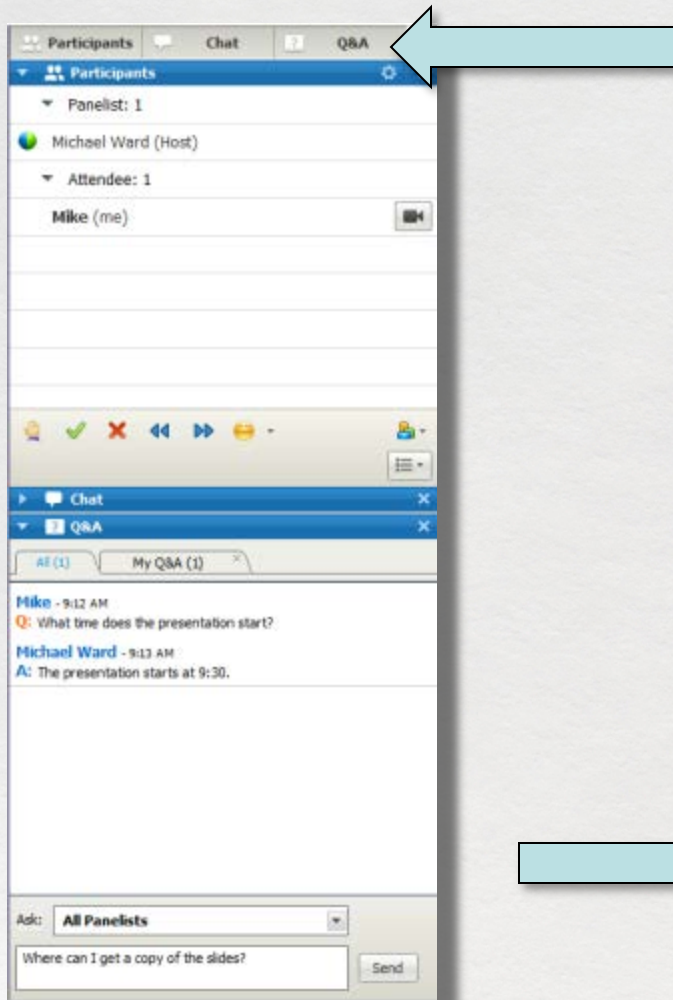 Participants Chat ? Q&A
Participants
Panelist: 1
Michael Ward (Host)
Attendee: 1
Mike (me)
Chat
? Q&A
All (1) My Q&A (1)
Mike - 9:12 AM
Q: What time does the presentation start?
Michael Ward - 9:13 AM
A: The presentation starts at 9:30.
Ask: All Panelists
Where can I get a copy of the slides?
Send